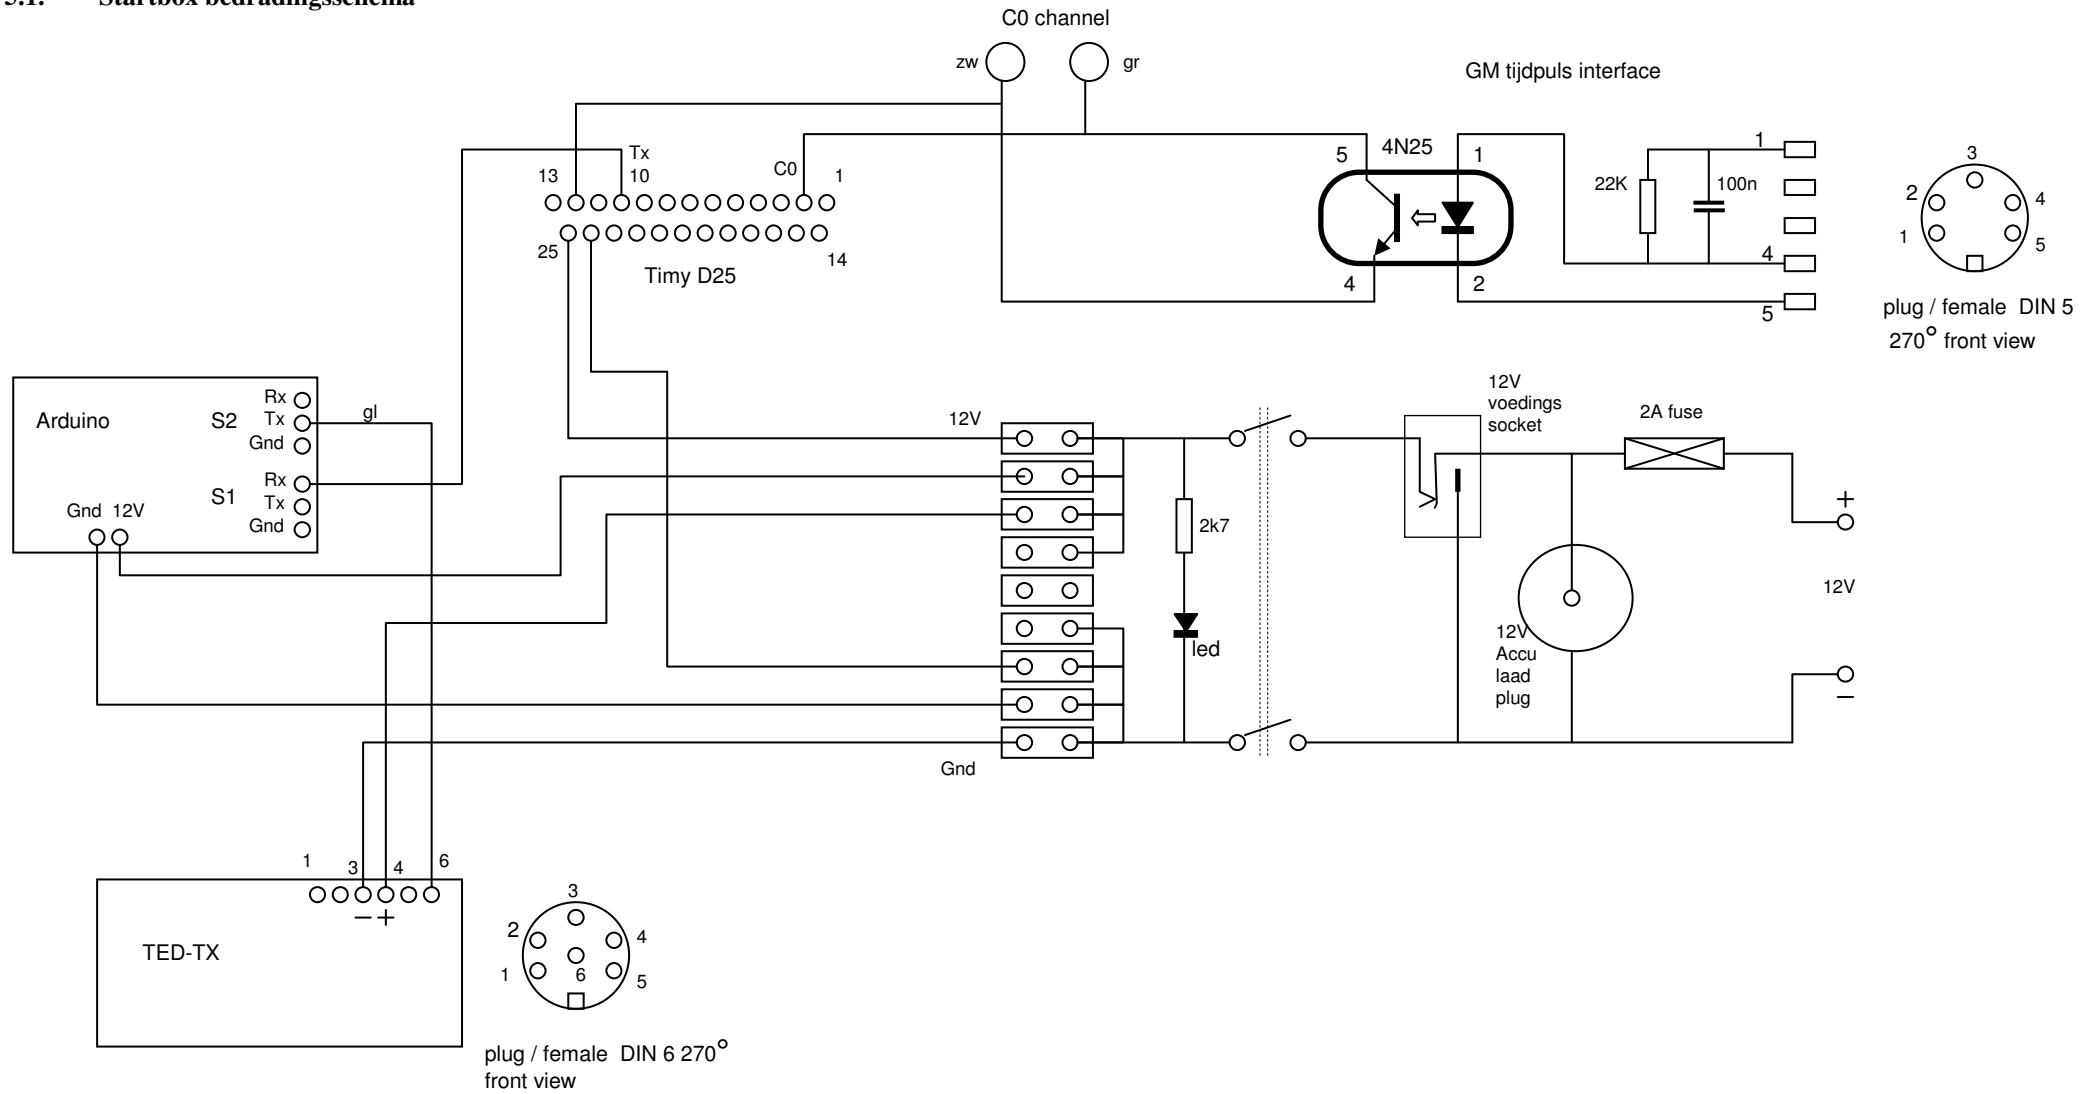 5.1. Startbox bedradingsschema
C0 channel
zw
gr
GM tijdpuls interface
Tx
13
10
C0
1
25
14
Timy D25
5
4N25
1
4
2
22K
100n
1
4
5
3
2
4
1
5
plug / female DIN 5
270° front view
Arduino
S2
Rx
Tx
Gnd
gl
S1
Rx
Tx
Gnd
Gnd 12V
12V
2k7
led
Gnd
12V
voedings
socket
2A fuse
+
12V
12V
Accu
laad
plug
−
1
3
4
6
− +
TED-TX
3
2
4
1
6
5
plug / female DIN 6 270°
front view